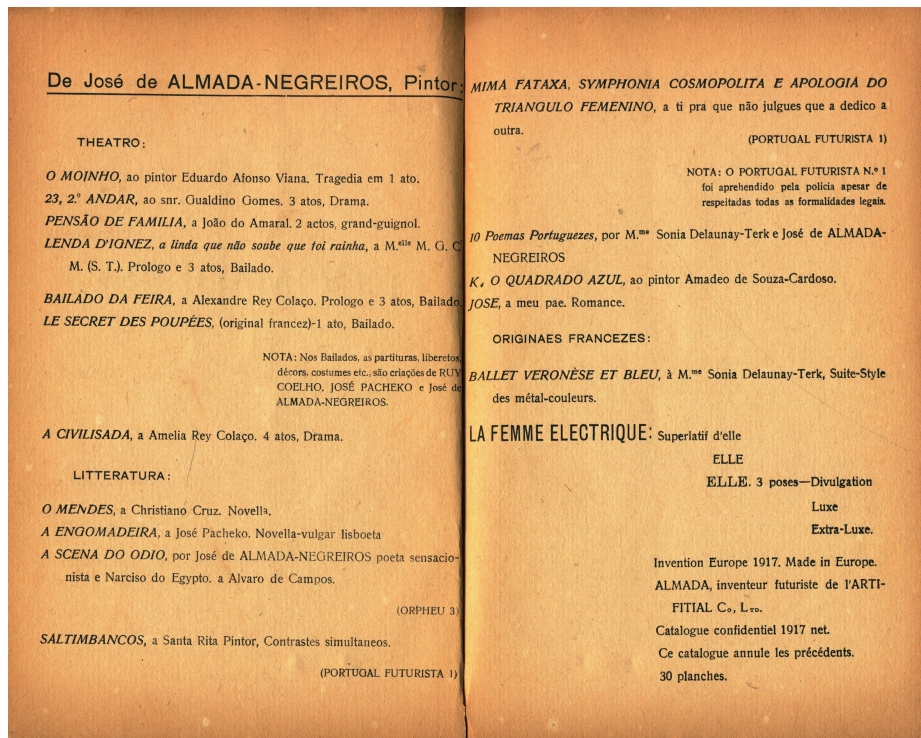 De José de ALMADA-NEGREIROS, Pintor:
THEATRO:
O MOINHO, ao pintor Eduardo Afonso Viana. Tragedia em 1 ato.
23, 2.º ANDAR, ao snr. Gualdino Gomes. 3 atos, Drama.
PENSÃO DE FAMILIA, a João do Amaral. 2 actos, grand-guignol.
LENDA D'IGNEZ, a linda que não soube que foi rainha, a M.elle M. G. C
M. (S. T.). Prologo e 3 atos, Bailado.
BAILADO DA FEIRA, a Alexandre Rey Colaço. Prologo e 3 atos, Bailado.
LE SECRET DES POUPÉES, (original francez)-1 ato, Bailado.
NOTA: Nos Bailados, as partituras, liberetos,
décors, costumes etc., são criações de RUY
COELHO, JOSÉ PACHEKO e José de
ALMADA-NEGREIROS.
A CIVILISADA, a Amelia Rey Colaço. 4 atos, Drama.
LITTERATURA:
O MENDES, a Christiano Cruz. Novella.
A ENGOMADEIRA, a José Pacheko. Novella-vulgar lisboeta
A SCENA DO ODIO, por José de ALMADA-NEGREIROS poeta sensacio-
nista e Narciso do Egypto. a Alvaro de Campos.
(ORPHEU 3)
SALTIMBANCOS, a Santa Rita Pintor, Contrastes simultaneos.
(PORTUGAL FUTURISTA 1)
MIMA FATAXA, SYMPHONIA COSMOPOLITA E APOLOGIA DO
TRIANGULO FEMENINO, a ti pra que não julgues que a dedico a
outra.
(PORTUGAL FUTURISTA 1)
NOTA: O PORTUGAL FUTURISTA N.º 1
foi aprehendido pela policia apesar de
respeitadas todas as formalidades legais.
10 Poemas Portuguezes, por M.me Sonia Delaunay-Terk e José de ALMADA-
NEGREIROS
K4 O QUADRADO AZUL, ao pintor Amadeo de Souza-Cardoso.
JOSE, a meu pae. Romance.
ORIGINAES FRANCEZES:
BALLET VERONÈSE ET BLEU, à M.me Sonia Delaunay-Terk, Suite-Style
des métal-couleurs.
LA FEMME ELECTRIQUE: Superlatif d'elle
ELLE
ELLE. 3 poses—Divulgation
Luxe
Extra-Luxe.
Invention Europe 1917. Made in Europe.
ALMADA, inventeur futuriste de l'ARTI-
FITIAL Co, LTD.
Catalogue confidentiel 1917 net.
Ce catalogue annule les précédents.
30 planches.